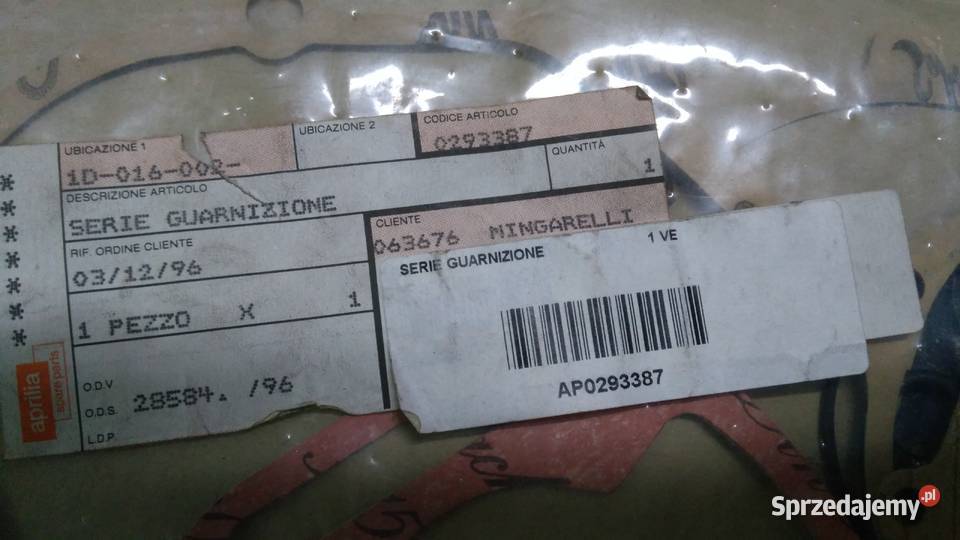 UBICAZIONE 1
1D-016-002-
UBICAZIONE 2
CODICE ARTICOLO
0293387
DESCRIZIONE ARTICOLO
SERIE GUARNIZIONE
QUANTITÀ
1
RIF. ORDINE CLIENTE
03/12/96
CLIENTE
063676 MINGARELLI
1 PEZZO X 1
O.D.V
O.D.S. 28584. /96
L.D.P.
*******
aprilia
spare parts
SERIE GUARNIZIONE 1 VE
AP0293387
Sprzedajemy.pl